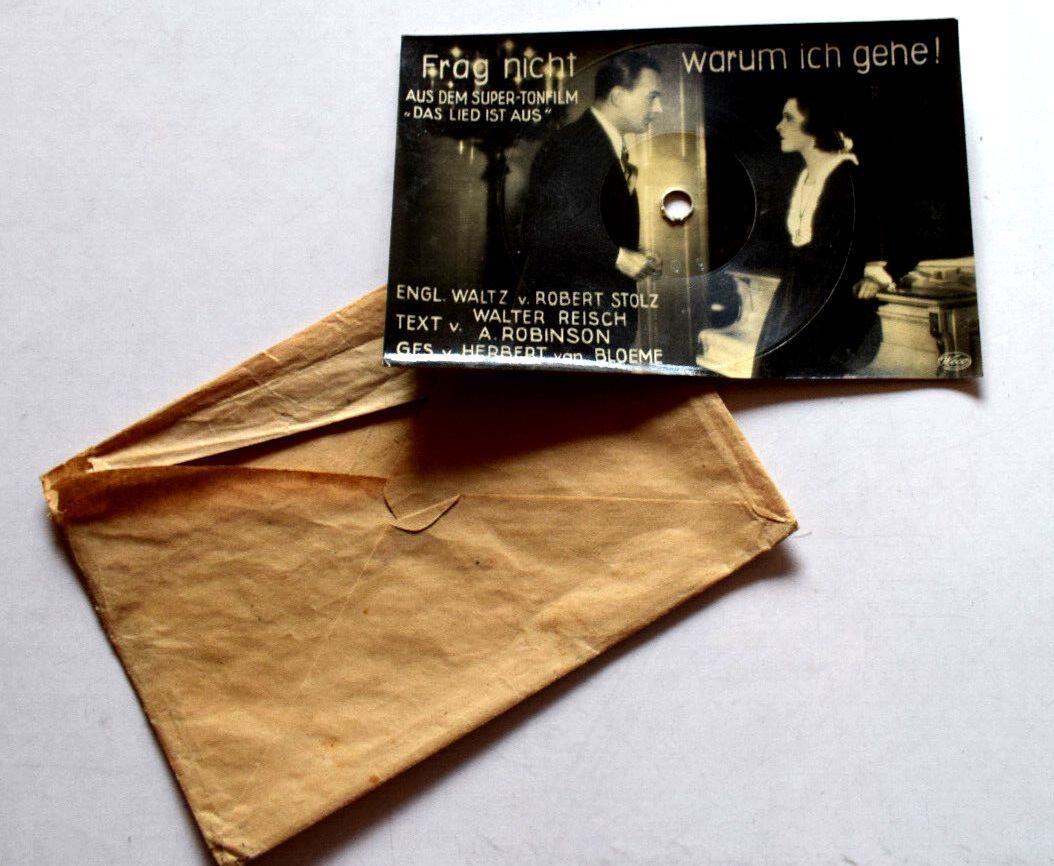 Frag nicht warum ich gehe!
AUS DEM SUPER-TONFILM
„DAS LIED IST AUS"
ENGL. WALTZ v. ROBERT STOLZ
TEXT v. WALTER REISCH
A. ROBINSON
GES. v. HERBERT van BLOEME